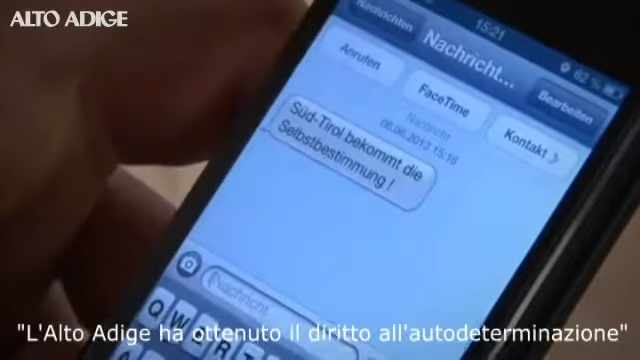 ALTO ADIGE
15:21
62 %
Nachrichten
Nachricht...
Bearbeiten
Anrufen
FaceTime
Kontakt
Nachricht
08.06.2013 15:18
Süd-Tirol bekommt die
Selbstbestimmung !
Nachricht
Q W R T
"L'Alto Adige ha ottenuto il diritto all'autodeterminazione"